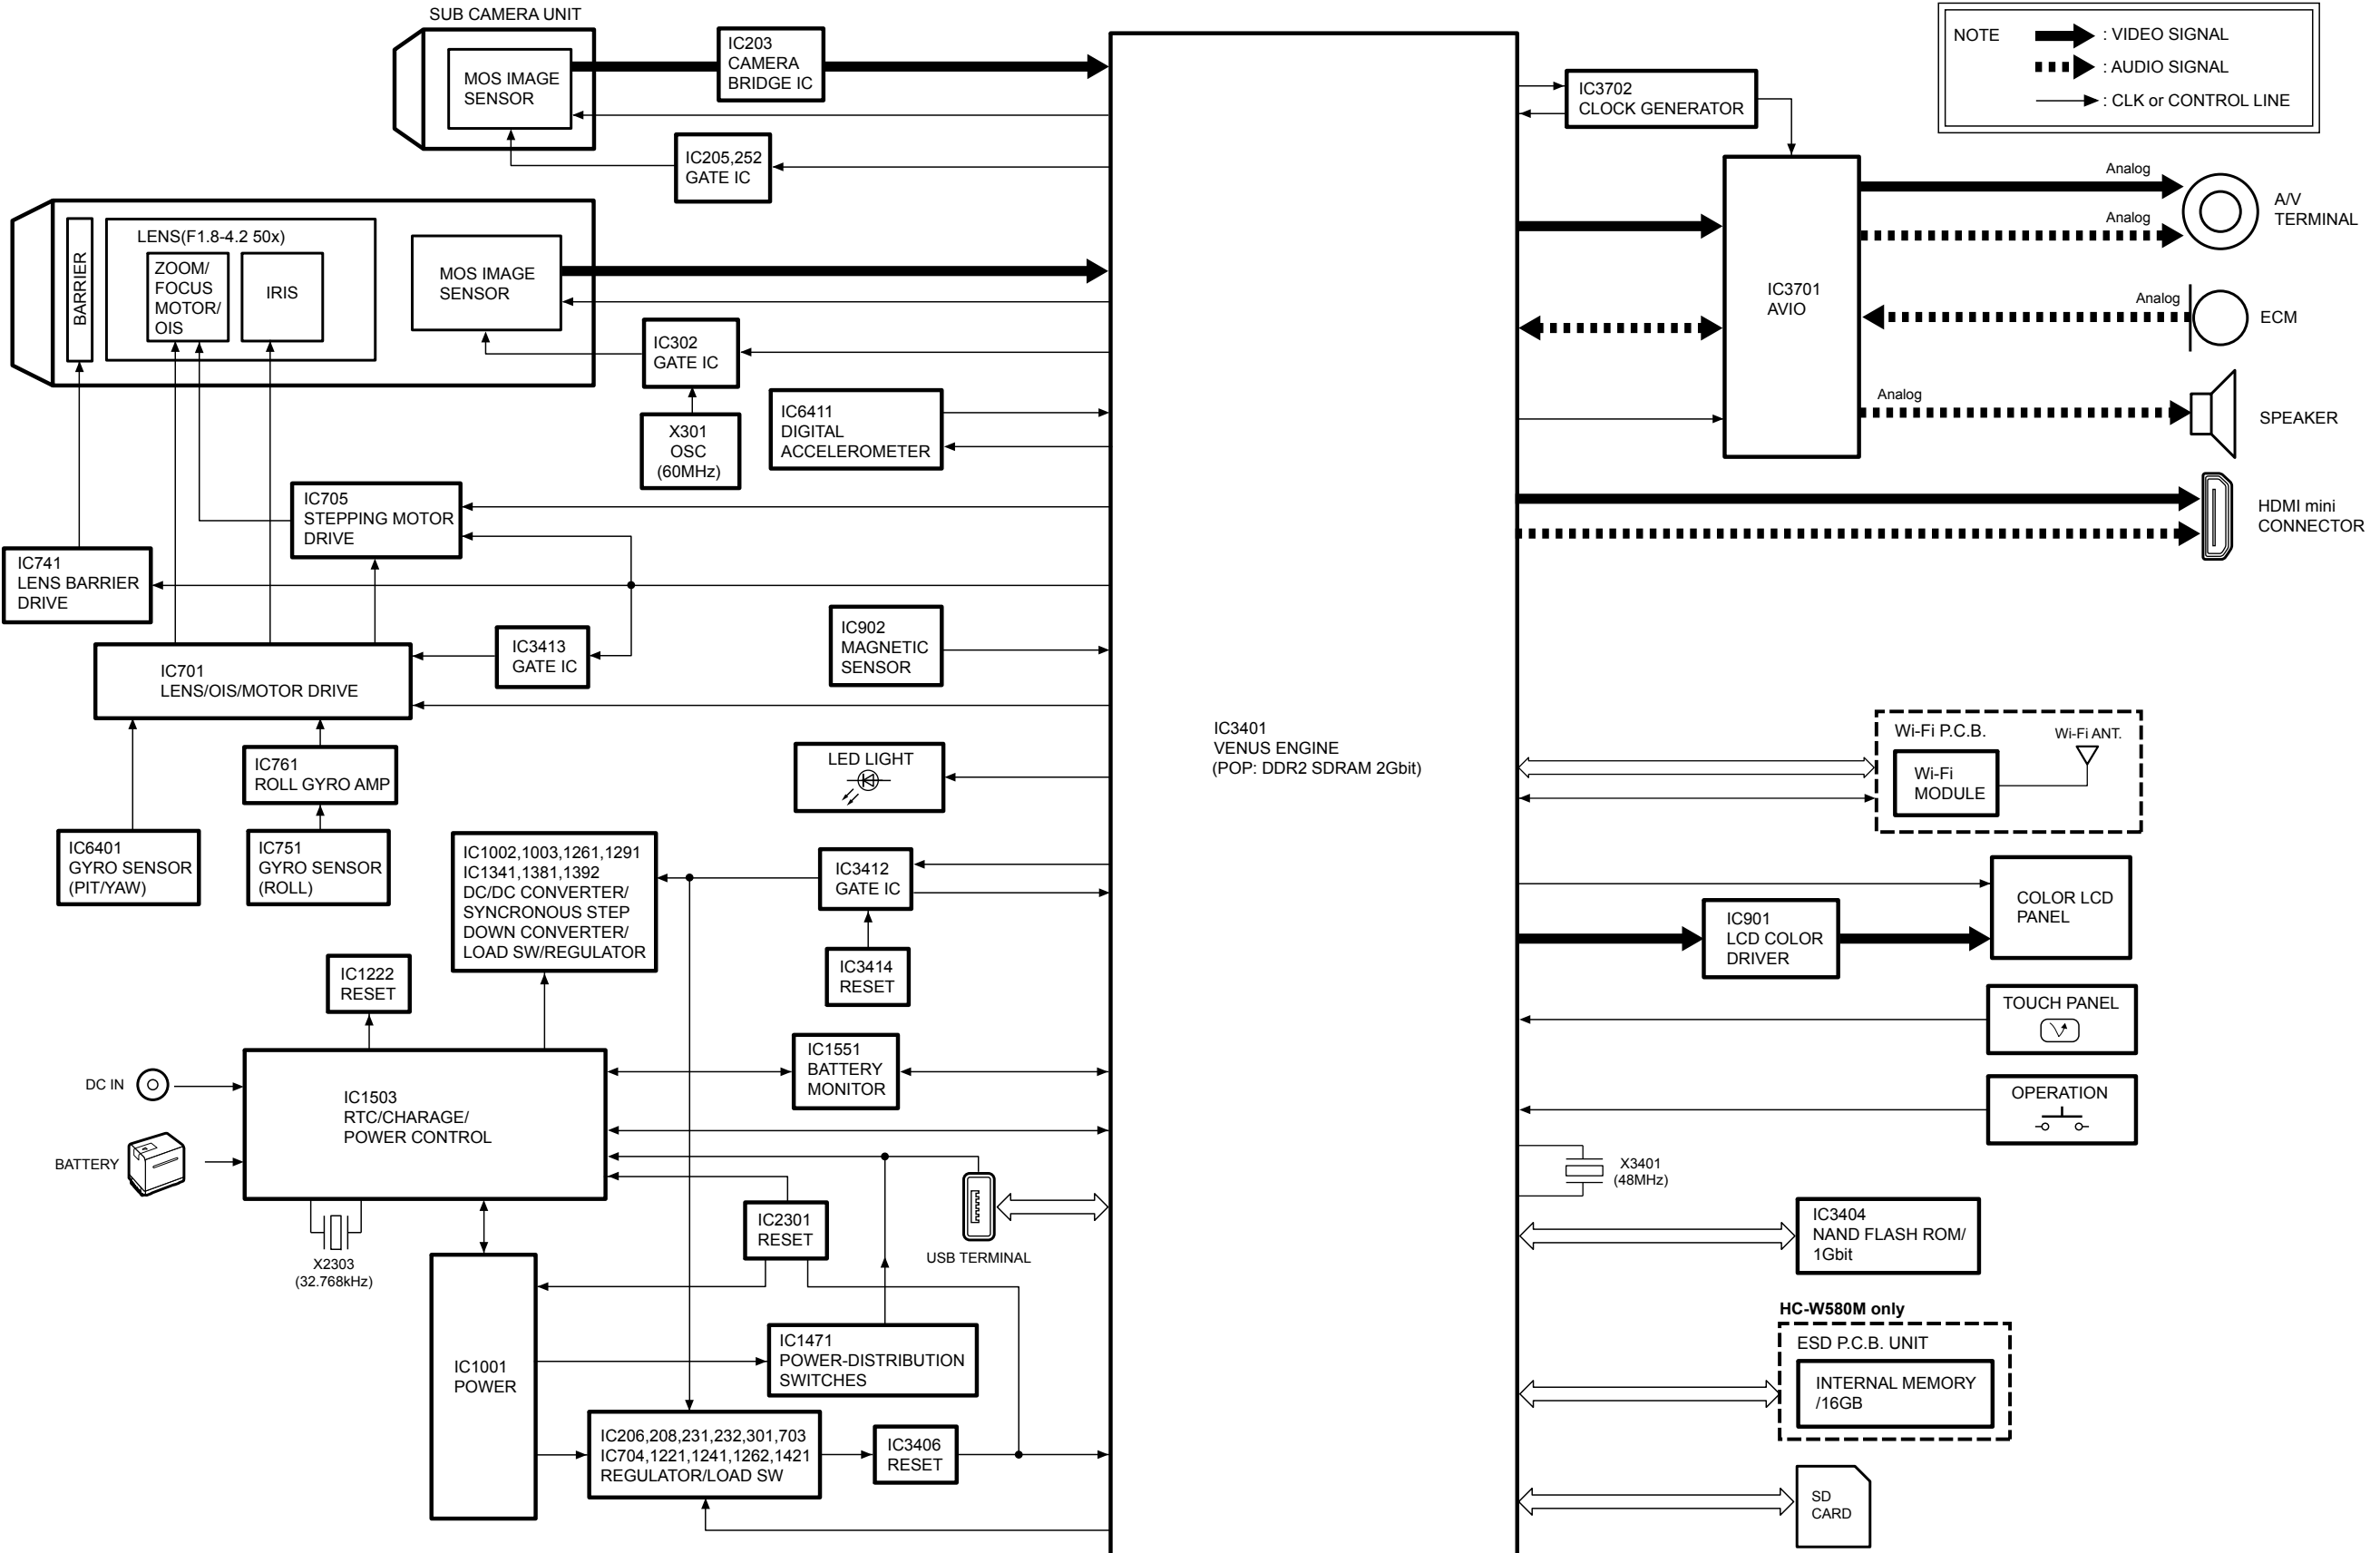 SUB CAMERA UNIT
MOS IMAGE
SENSOR
IC203
CAMERA
BRIDGE IC
IC205,252
GATE IC
NOTE
: VIDEO SIGNAL
: AUDIO SIGNAL
: CLK or CONTROL LINE
IC3702
CLOCK GENERATOR
IC3701
AVIO
Analog
Analog
A/V
TERMINAL
Analog
ECM
Analog
SPEAKER
HDMI mini
CONNECTOR
BARRIER
LENS(F1.8-4.2 50x)
ZOOM/
FOCUS
MOTOR/
OIS
IRIS
MOS IMAGE
SENSOR
IC302
GATE IC
X301
OSC
(60MHz)
IC6411
DIGITAL
ACCELEROMETER
IC705
STEPPING MOTOR
DRIVE
IC741
LENS BARRIER
DRIVE
IC3413
GATE IC
IC902
MAGNETIC
SENSOR
IC701
LENS/OIS/MOTOR DRIVE
IC761
ROLL GYRO AMP
IC6401
GYRO SENSOR
(PIT/YAW)
IC751
GYRO SENSOR
(ROLL)
LED LIGHT
IC3401
VENUS ENGINE
(POP: DDR2 SDRAM 2Gbit)
Wi-Fi P.C.B.
Wi-Fi ANT.
Wi-Fi
MODULE
IC1002,1003,1261,1291
IC1341,1381,1392
DC/DC CONVERTER/
SYNCRONOUS STEP
DOWN CONVERTER/
LOAD SW/REGULATOR
IC3412
GATE IC
IC3414
RESET
COLOR LCD
PANEL
IC901
LCD COLOR
DRIVER
IC1222
RESET
TOUCH PANEL
IC1551
BATTERY
MONITOR
DC IN
IC1503
RTC/CHARAGE/
POWER CONTROL
OPERATION
BATTERY
X3401
(48MHz)
X2303
(32.768kHz)
IC2301
RESET
USB TERMINAL
IC3404
NAND FLASH ROM/
1Gbit
HC-W580M only
ESD P.C.B. UNIT
INTERNAL MEMORY
/16GB
IC1001
POWER
IC1471
POWER-DISTRIBUTION
SWITCHES
IC206,208,231,232,301,703
IC704,1221,1241,1262,1421
REGULATOR/LOAD SW
IC3406
RESET
SD
CARD